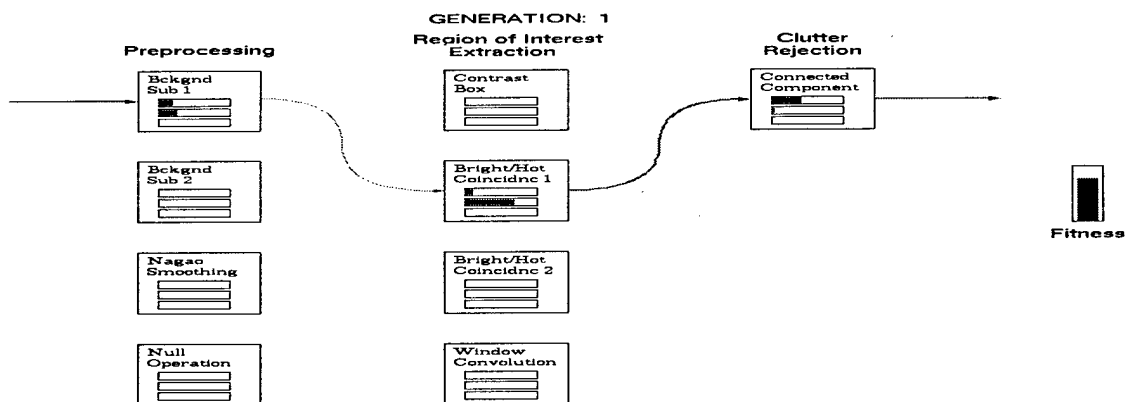 GENERATION: 1
Preprocessing
Region of Interest
Extraction
Clutter
Rejection
Bckgnd
Sub 1
Contrast
Box
Connected
Component
Bckgnd
Sub 2
Bright/Hot
Coincidnc 1
Fitness
Nagao
Smoothing
Bright/Hot
Coincidnc 2
Null
Operation
Window
Convolution